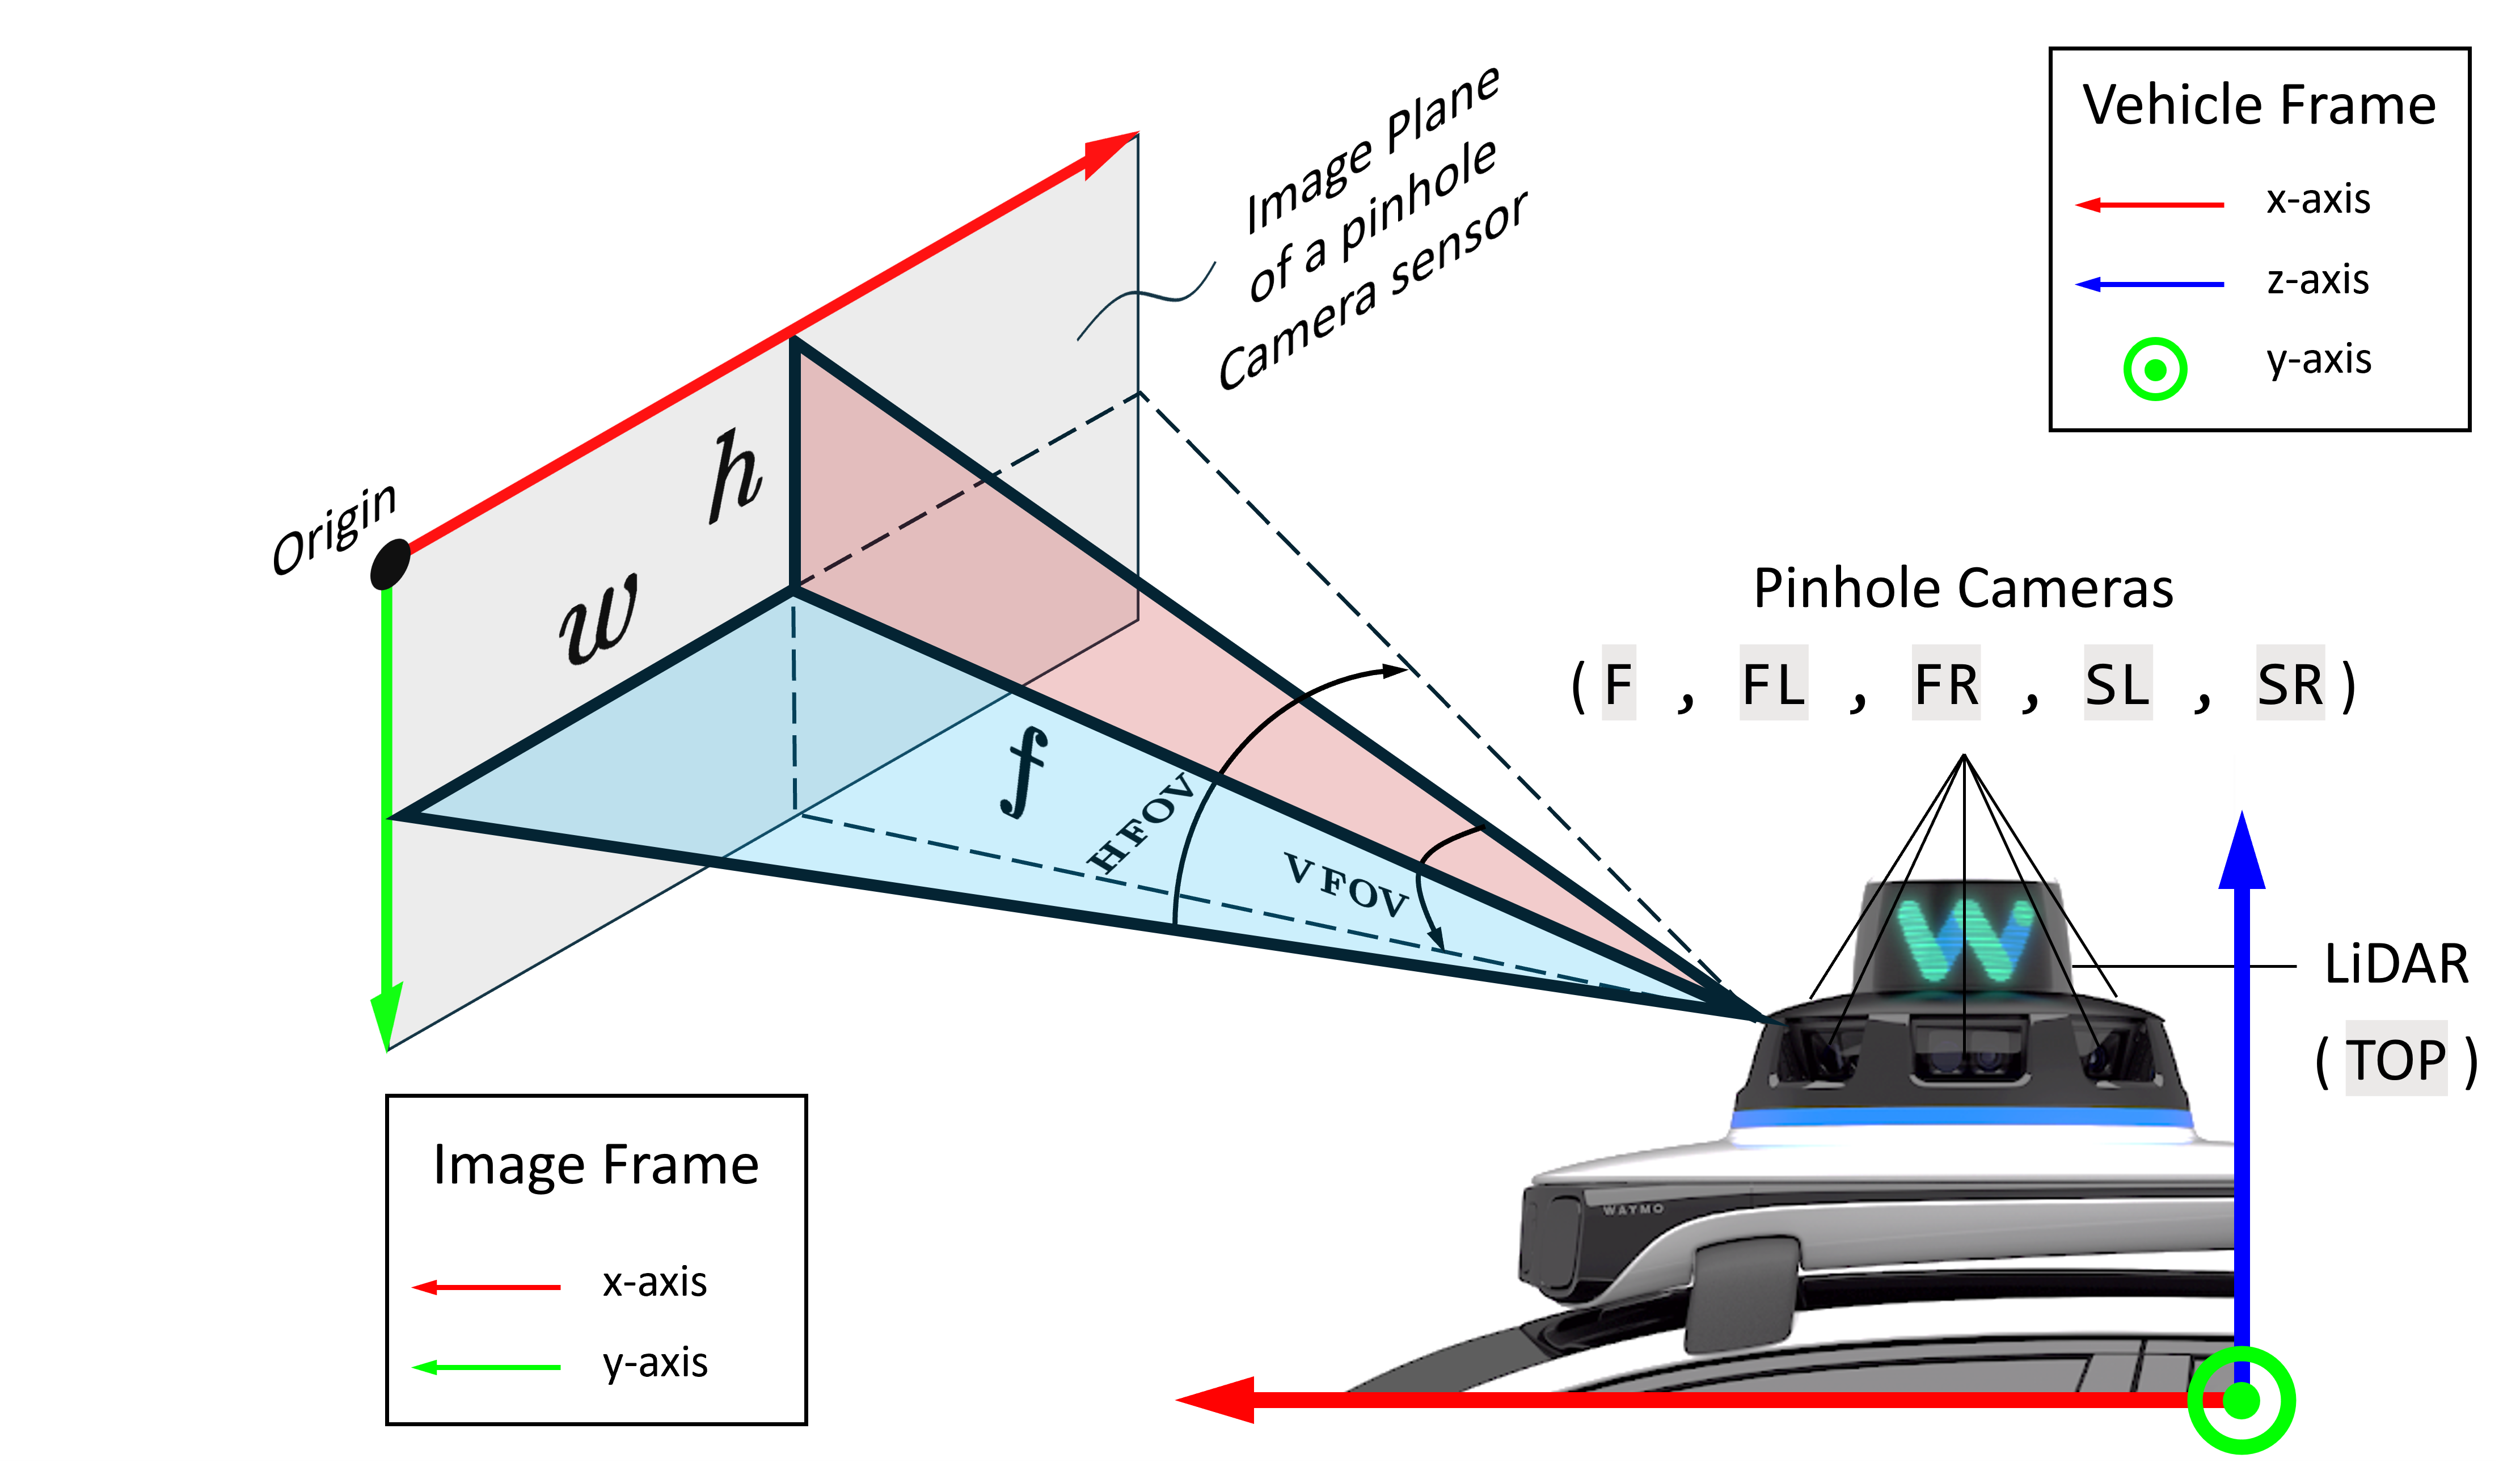 Image Plane
of a pinhole
Camera sensor
Vehicle Frame
x-axis
z-axis
y-axis
Origin
h
w
f
HFOV
VFOV
Pinhole Cameras
( F , FL , FR , SL , SR )
W
LiDAR
( TOP )
WAYMO
Image Frame
x-axis
y-axis